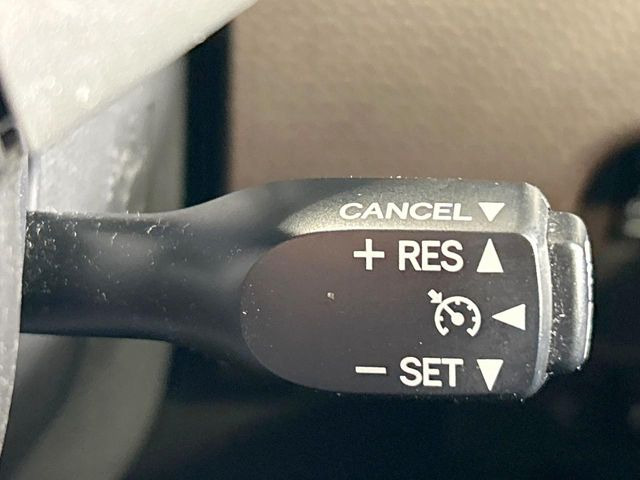 CANCEL ▼
+ RES ▲
◀
− SET ▼